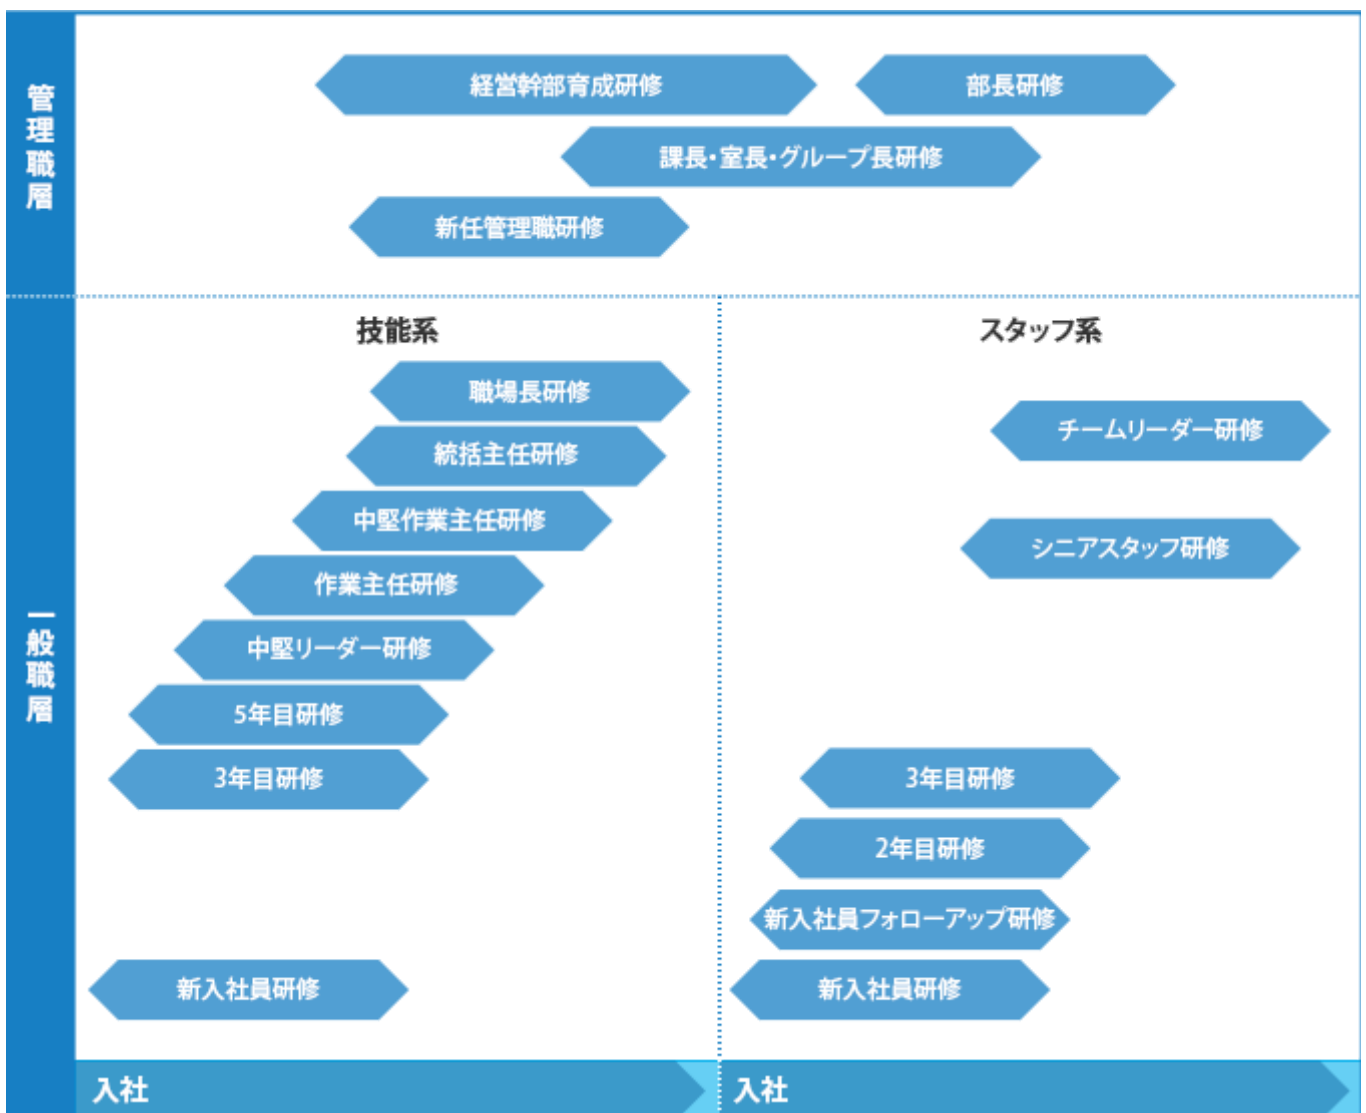 管理職層
経営幹部育成研修
部長研修
課長・室長・グループ長研修
新任管理職研修
一般職層
技能系
職場長研修
統括主任研修
中堅作業主任研修
作業主任研修
中堅リーダー研修
5年目研修
3年目研修
新入社員研修
入社
スタッフ系
チームリーダー研修
シニアスタッフ研修
3年目研修
2年目研修
新入社員フォローアップ研修
新入社員研修
入社